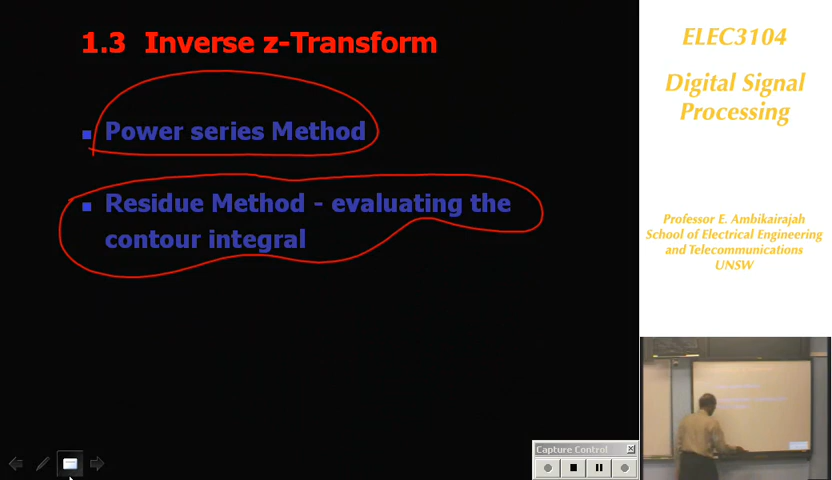 1.3 Inverse z-Transform
Power series Method
Residue Method - evaluating the
contour integral
ELEC3104
Digital Signal
Processing
Professor E. Ambikairajah
School of Electrical Engineering
and Telecommunications
UNSW
Capture Control